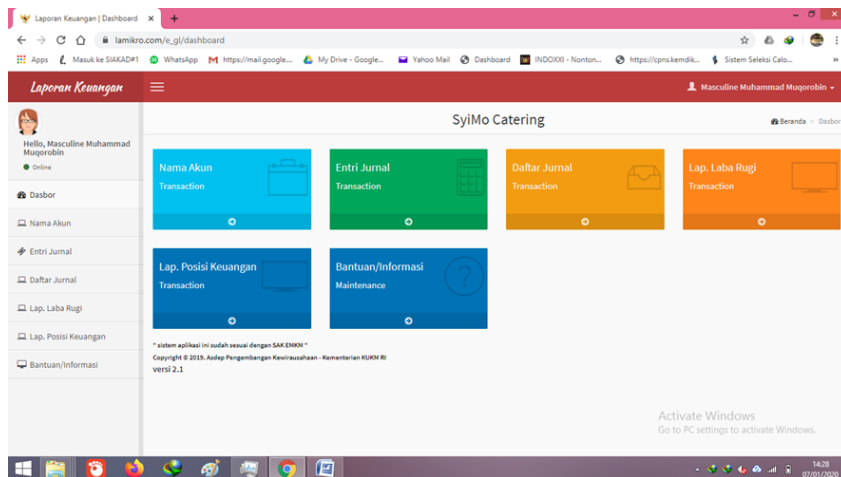 Laporan Keuangan | Dashboard
lamikro.com/e_gl/dashboard
Apps Masuk ke SIAKAD#1 WhatsApp https://mail.google... My Drive - Google... Yahoo Mail Dashboard INDOXXI - Nonton... https://cpns.kemdik... Sistem Seleksi Calo...
Laporan Keuangan
Masculine Muhammad Muqorobin
Hello, Masculine Muhammad
Muqorobin
Online
SyiMo Catering
Beranda > Dasbor
Dasbor
Nama Akun
Entri Jurnal
Daftar Jurnal
Lap. Laba Rugi
Lap. Posisi Keuangan
Bantuan/Informasi
Nama Akun
Transaction
Entri Jurnal
Transaction
Daftar Jurnal
Transaction
Lap. Laba Rugi
Transaction
Lap. Posisi Keuangan
Transaction
Bantuan/Informasi
Maintenance
" sistem aplikasi ini sudah sesuai dengan SAK EMKM "
Copyright © 2019. Asdep Pengembangan Kewirausahaan - Kementerian KUKM RI
versi 2.1
Activate Windows
Go to PC settings to activate Windows.
14:28
07/01/2020